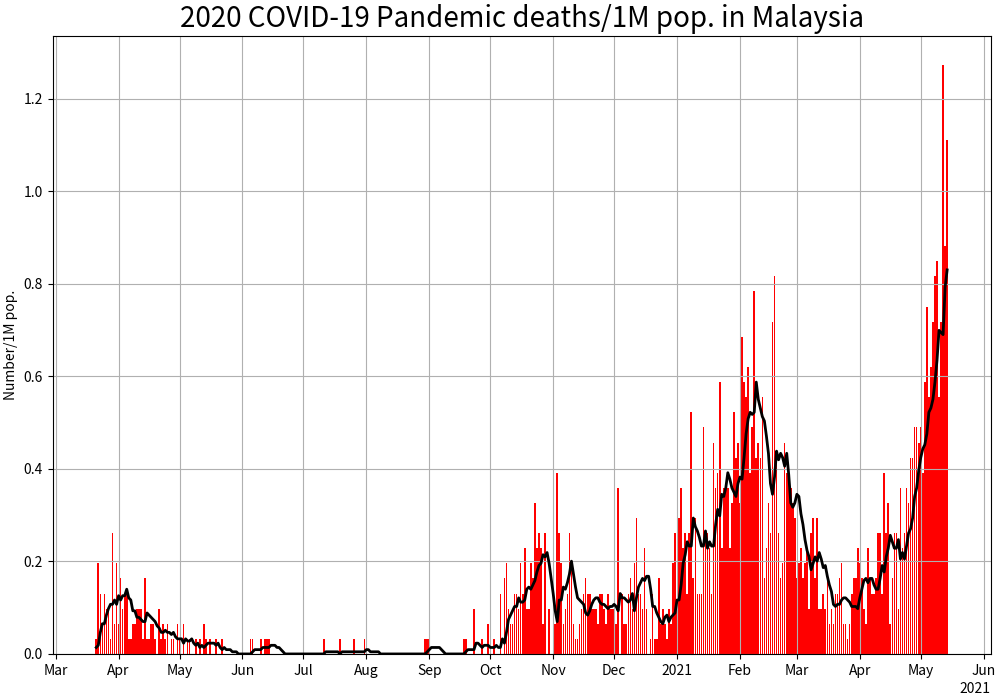 2020 COVID-19 Pandemic deaths/1M pop. in Malaysia
Number/1M pop.
1.2
1.0
0.8
0.6
0.4
0.2
0.0
Mar Apr May Jun Jul Aug Sep Oct Nov Dec 2021 Feb Mar Apr May Jun
2021